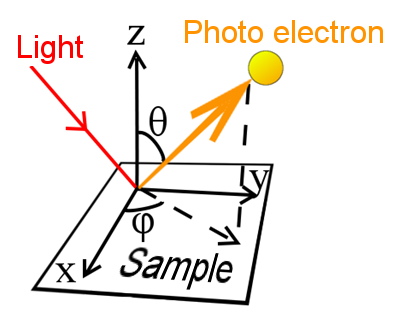 z
Photo electron
Light
θ
y
φ
x
Sample